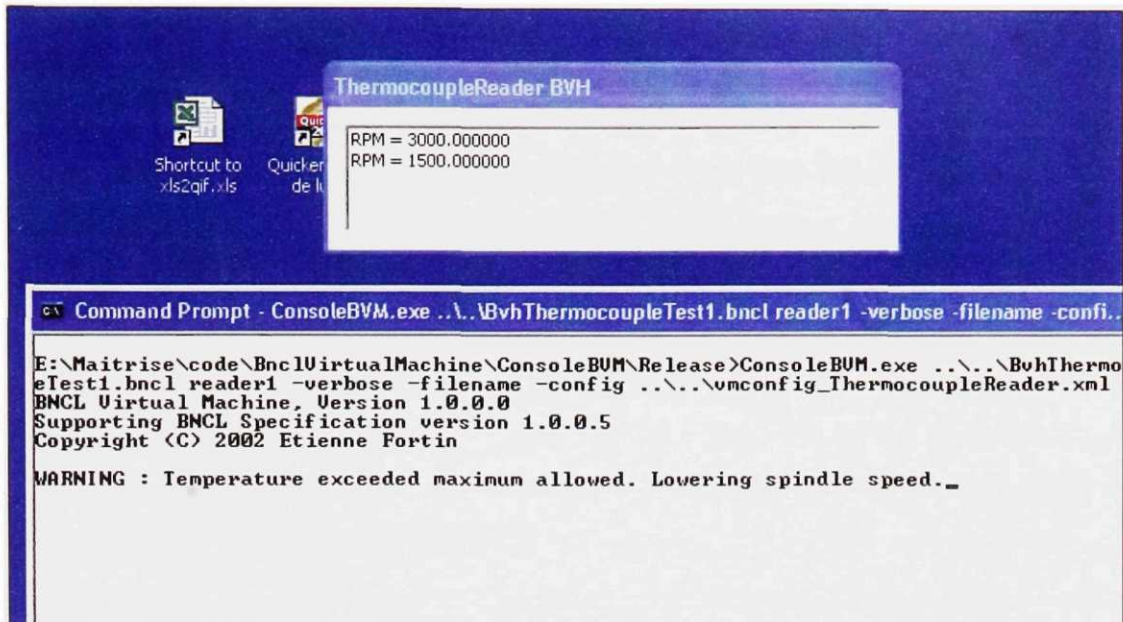 ThermocoupleReader BVH
RPM = 3000.000000
RPM = 1500.000000
Shortcut to
xls2qif.xls
Quicken
de lu
Command Prompt - ConsoleBVM.exe ..\..\BvhThermocoupleTest1.bncl reader1 -verbose -filename -confi..
E:\Maitrise\code\BnclVirtualMachine\ConsoleBVM\Release>ConsoleBVM.exe ..\..\BvhThermo
eTest1.bncl reader1 -verbose -filename -config ..\..\vmconfig_ThermocoupleReader.xml
BNCL Virtual Machine, Version 1.0.0.0
Supporting BNCL Specification version 1.0.0.5
Copyright (C) 2002 Etienne Fortin
WARNING : Temperature exceeded maximum allowed. Lowering spindle speed._